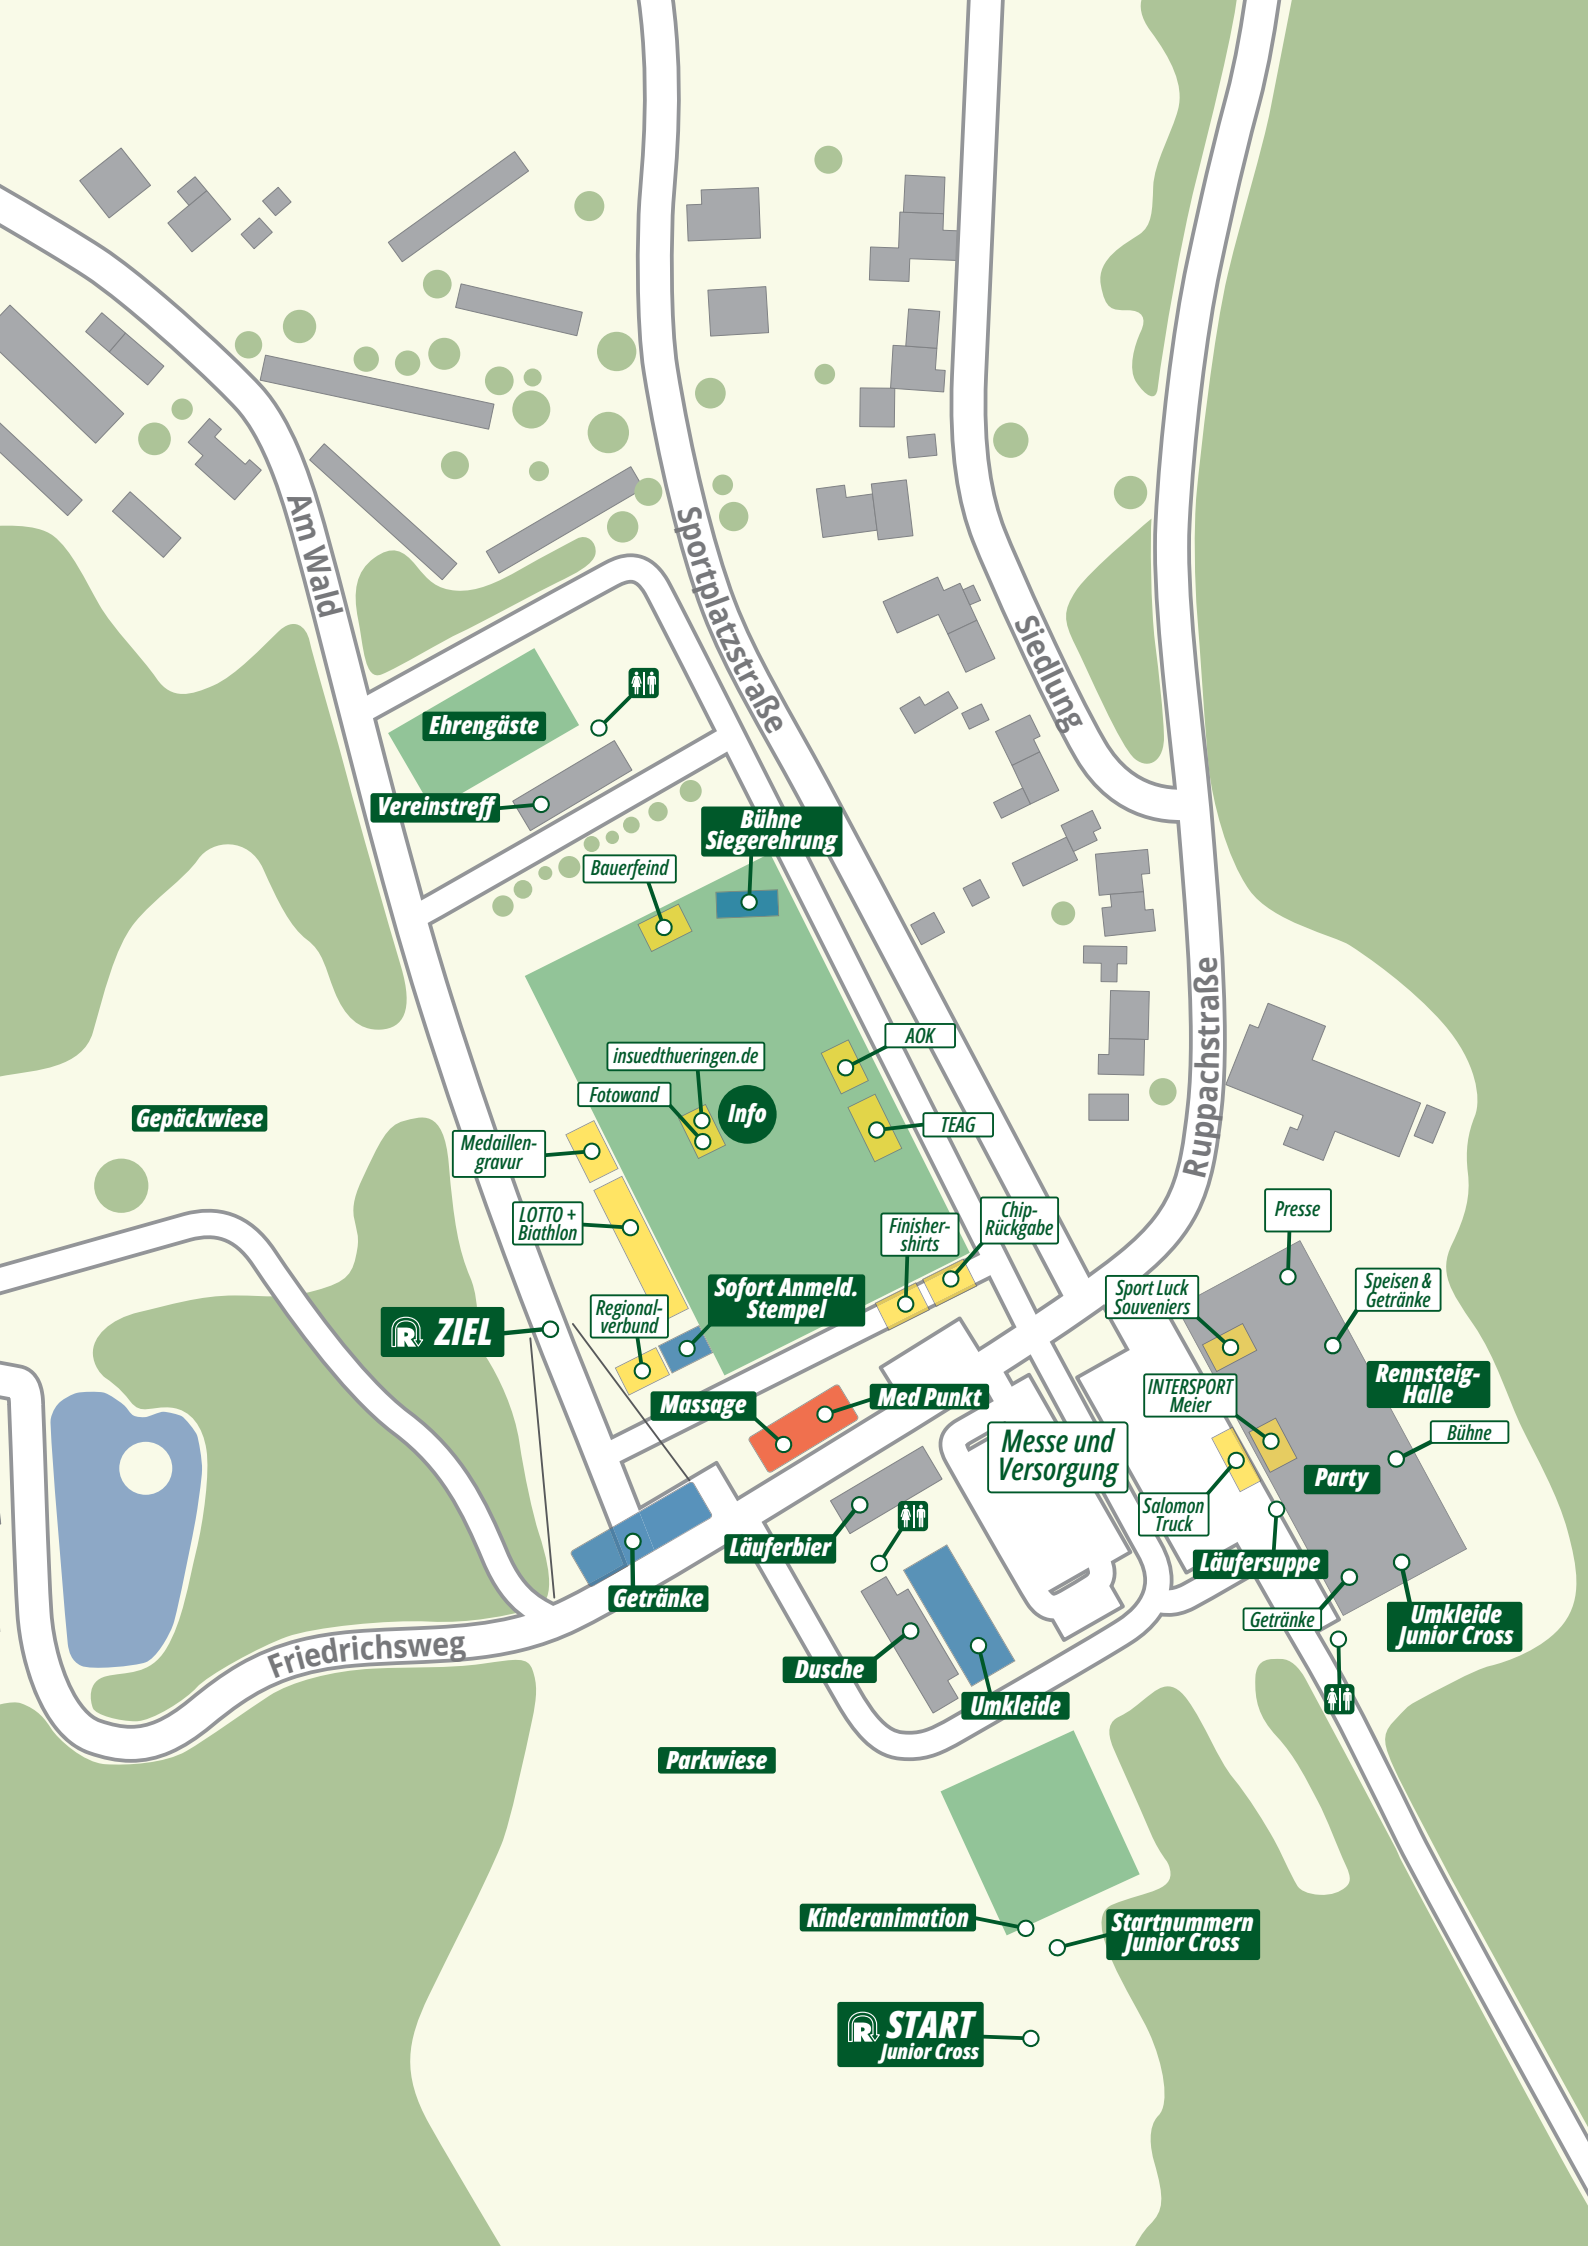 Am Wald
Sportplatzstraße
Siedlung
Ehrengäste
Vereinstreff
Bühne
Siegerehrung
Bauerfeind
Ruppachstraße
AOK
insuedthueringen.de
Fotowand
Info
TEAG
Gepäckwiese
Medaillen-
gravur
LOTTO +
Biathlon
Finisher-
shirts
Chip-
Rückgabe
Presse
Sport Luck
Souveniers
Speisen &
Getränke
Sofort Anmeld.
Stempel
Regional-
verbund
R ZIEL
Massage
Med Punkt
INTERSPORT
Meier
Rennsteig-
Halle
Bühne
Messe und
Versorgung
Party
Salomon
Truck
Läuferbier
Läufersuppe
Getränke
Getränke
Umkleide
Junior Cross
Friedrichsweg
Dusche
Umkleide
Parkwiese
Kinderanimation
Startnummern
Junior Cross
R START
Junior Cross